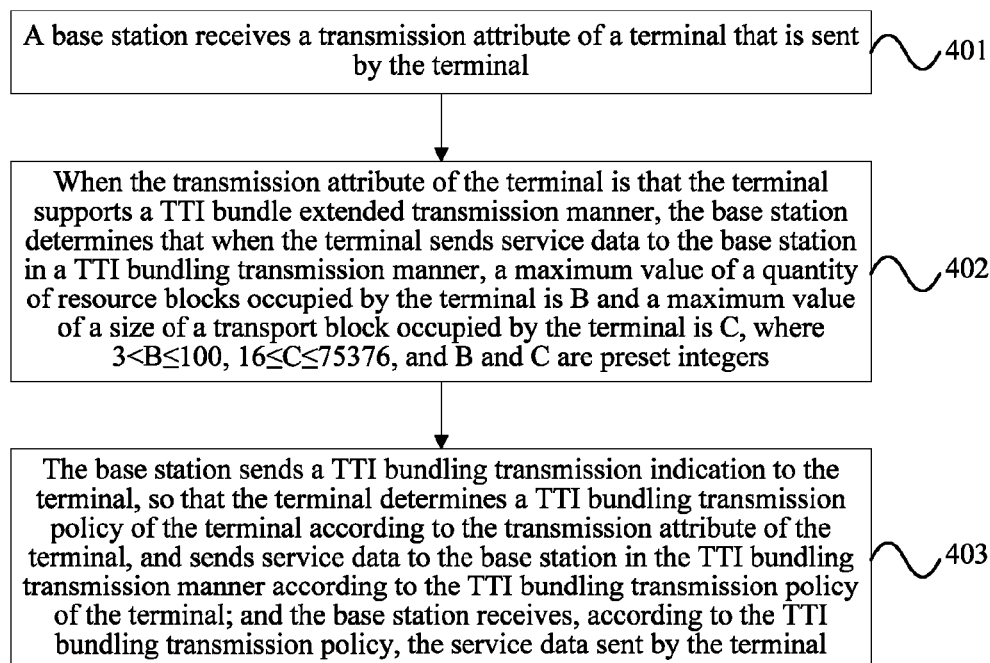 A base station receives a transmission attribute of a terminal that is sent
by the terminal
401
When the transmission attribute of the terminal is that the terminal
supports a TTI bundle extended transmission manner, the base station
determines that when the terminal sends service data to the base station
in a TTI bundling transmission manner, a maximum value of a quantity
of resource blocks occupied by the terminal is B and a maximum value
of a size of a transport block occupied by the terminal is C, where
3<B≤100, 16≤C≤75376, and B and C are preset integers
402
The base station sends a TTI bundling transmission indication to the
terminal, so that the terminal determines a TTI bundling transmission
policy of the terminal according to the transmission attribute of the
terminal, and sends service data to the base station in the TTI bundling
transmission manner according to the TTI bundling transmission policy
of the terminal; and the base station receives, according to the TTI
bundling transmission policy, the service data sent by the terminal
403